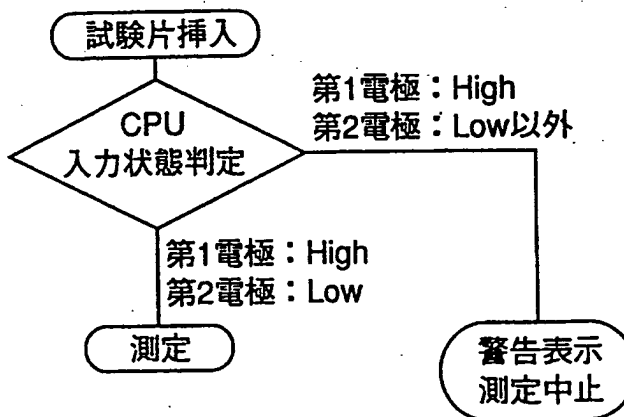 試験片挿入
CPU
入力状態判定
第1電極：High
第2電極：Low以外
第1電極：High
第2電極：Low
測定
警告表示
測定中止